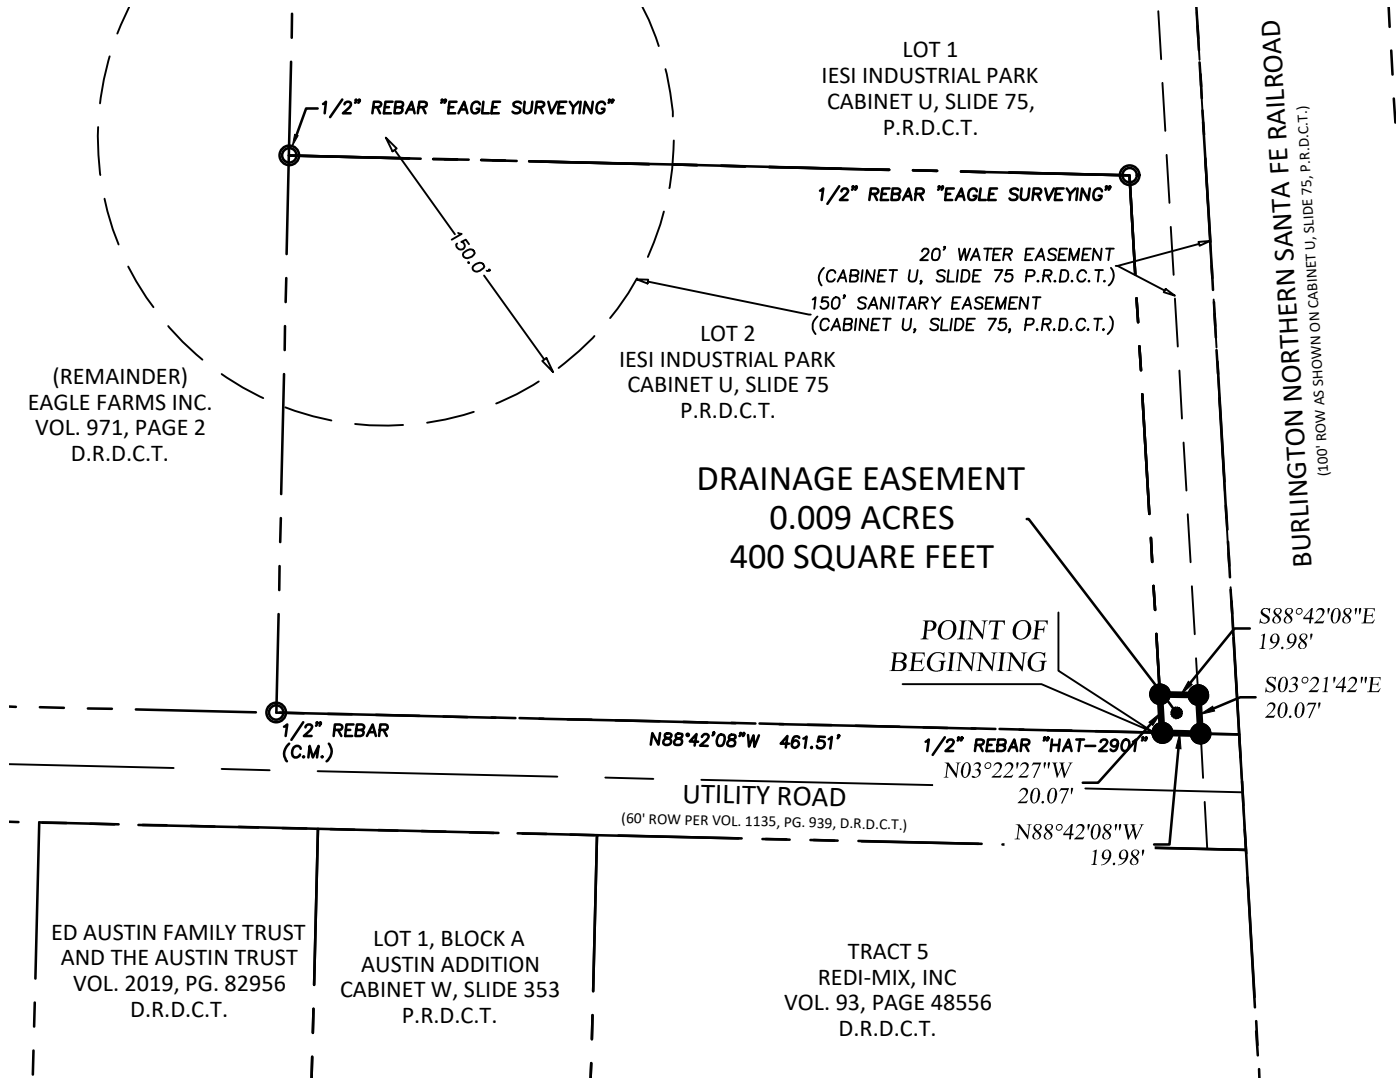 LOT 1
IESI INDUSTRIAL PARK
CABINET U, SLIDE 75,
P.R.D.C.T.
1/2" REBAR "EAGLE SURVEYING"
1/2" REBAR "EAGLE SURVEYING"
150.0'
20' WATER EASEMENT
(CABINET U, SLIDE 75 P.R.D.C.T.)
150' SANITARY EASEMENT
(CABINET U, SLIDE 75, P.R.D.C.T.)
BURLINGTON NORTHERN SANTA FE RAILROAD
(100' ROW AS SHOWN ON CABINET U, SLIDE 75, P.R.D.C.T.)
LOT 2
IESI INDUSTRIAL PARK
CABINET U, SLIDE 75
P.R.D.C.T.
(REMAINDER)
EAGLE FARMS INC.
VOL. 971, PAGE 2
D.R.D.C.T.
DRAINAGE EASEMENT
0.009 ACRES
400 SQUARE FEET
POINT OF
BEGINNING
S88°42'08"E
19.98'
S03°21'42"E
20.07'
1/2" REBAR
(C.M.)
N88°42'08"W 461.51'
1/2" REBAR "HAT-2901"
N03°22'27"W
20.07'
UTILITY ROAD
(60' ROW PER VOL. 1135, PG. 939, D.R.D.C.T.)
N88°42'08"W
19.98'
ED AUSTIN FAMILY TRUST
AND THE AUSTIN TRUST
VOL. 2019, PG. 82956
D.R.D.C.T.
LOT 1, BLOCK A
AUSTIN ADDITION
CABINET W, SLIDE 353
P.R.D.C.T.
TRACT 5
REDI-MIX, INC
VOL. 93, PAGE 48556
D.R.D.C.T.